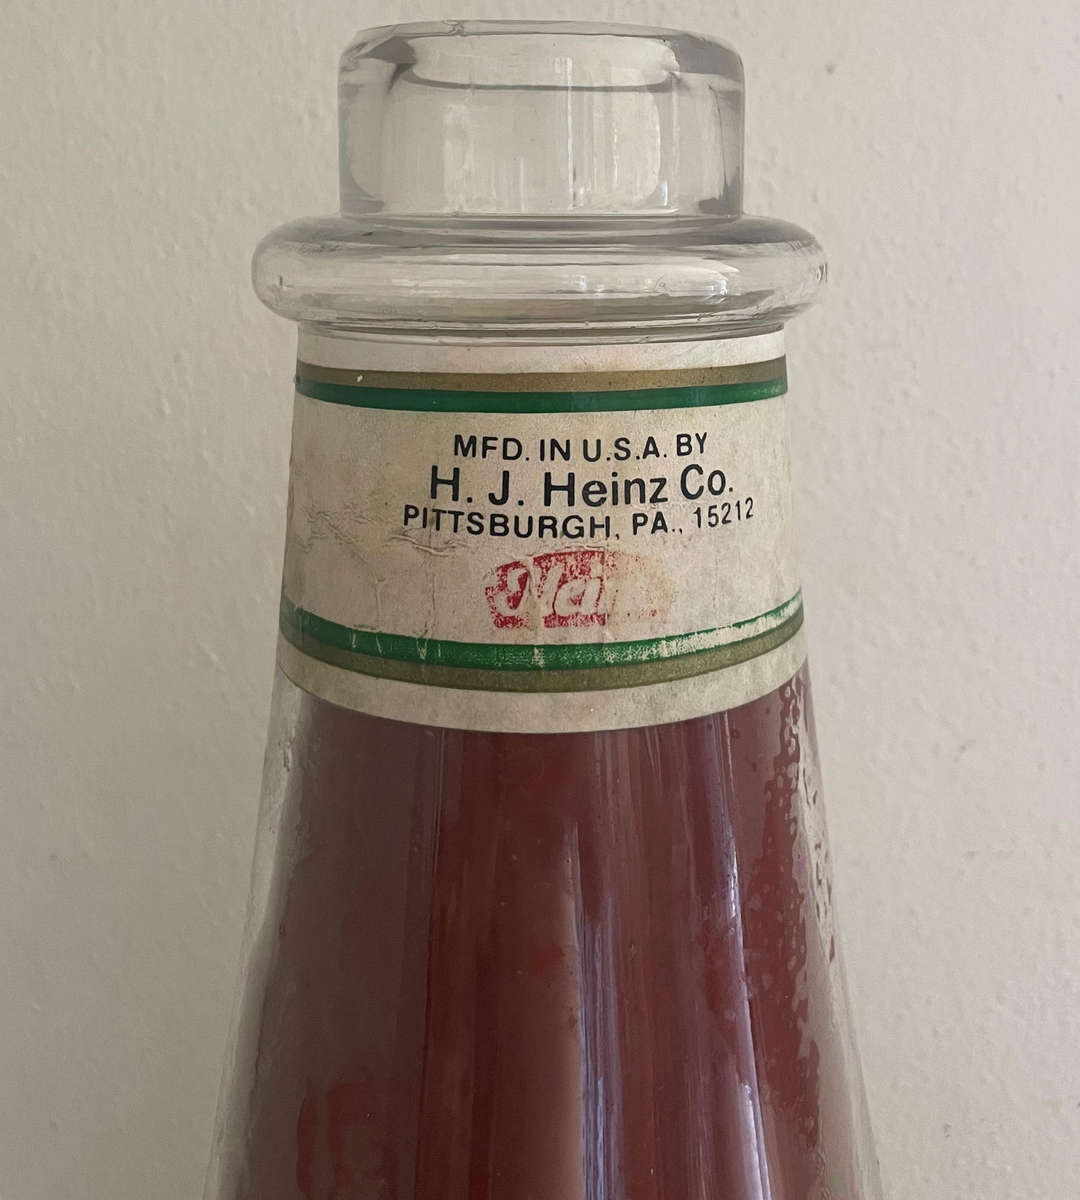 MFD. IN U.S.A. BY
H. J. Heinz Co.
PITTSBURGH, PA., 15212